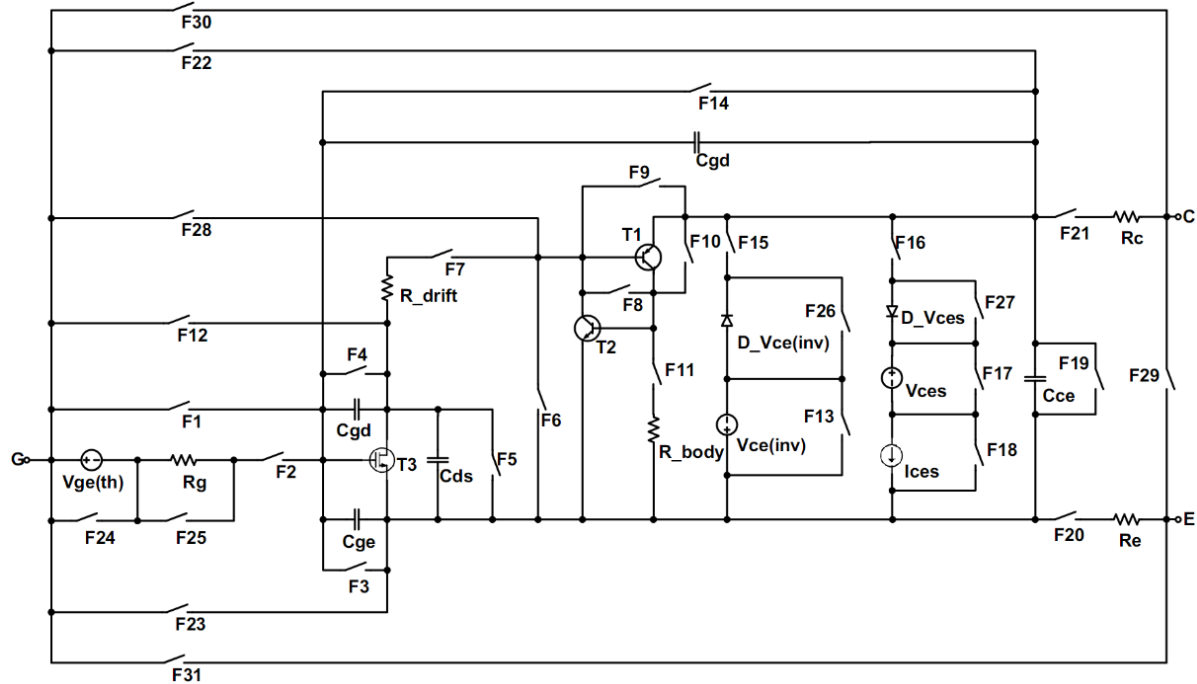 F30
F22
F14
Cgd
F9
F28
F21
Rc
C
T1
F10
F15
F16
F7
R_drift
F8
F26
D_Vce(inv)
F27
D_Vces
F12
T2
F4
F11
F17
Vces
F19
Cce
F29
F1
Cgd
F6
F13
Vce(inv)
R_body
F18
Ices
G
Vge(th)
Rg
F2
T3
Cds
F5
F24
F25
Cge
F3
F20
Re
E
F23
F31